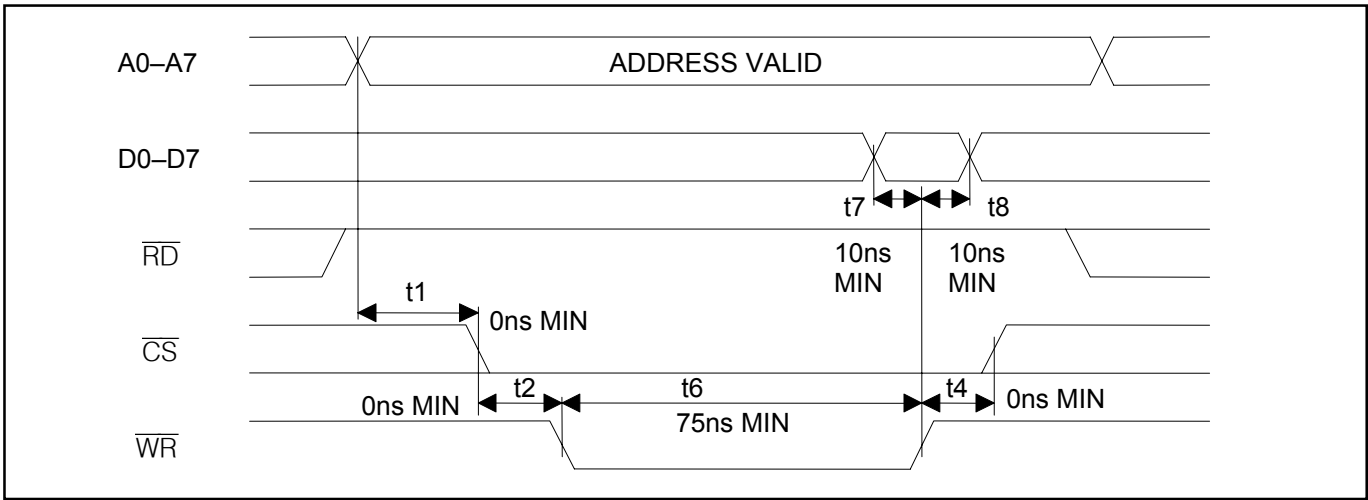 A0–A7
ADDRESS VALID
D0–D7
t7
t8
RD
10ns
MIN
10ns
MIN
t1
0ns MIN
CS
t2
t6
t4
0ns MIN
75ns MIN
0ns MIN
WR